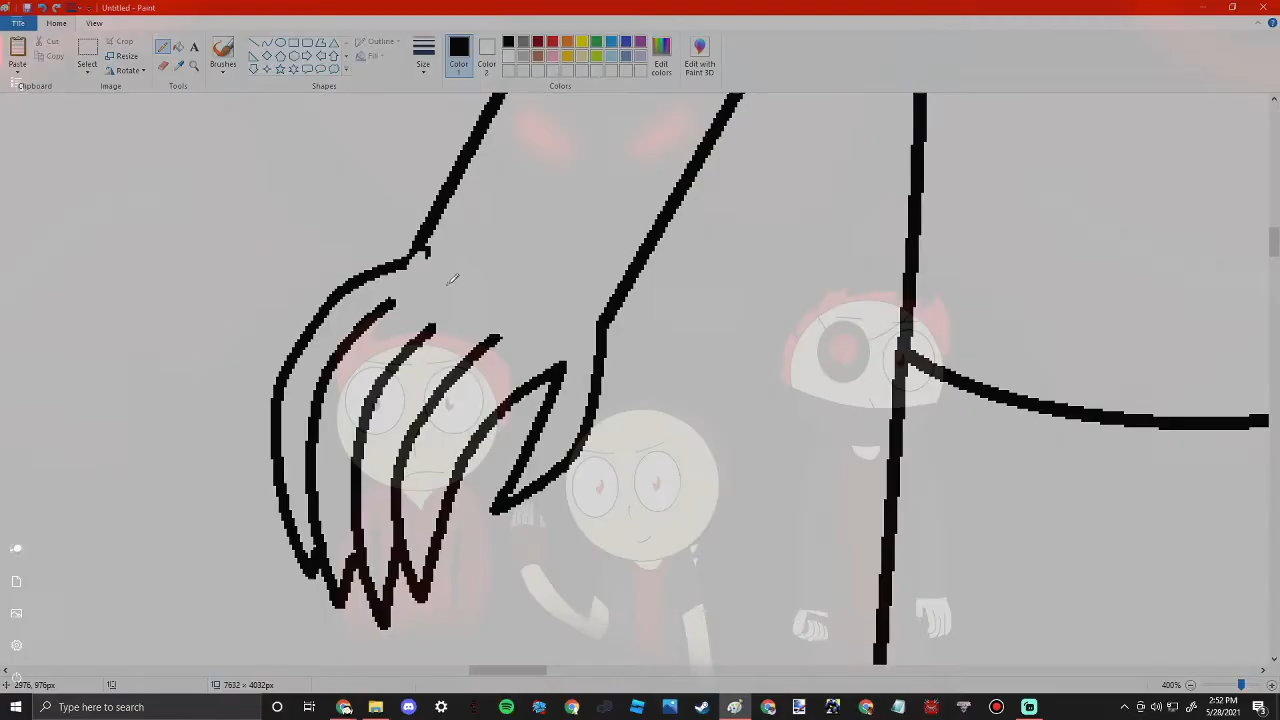 Untitled - Paint
File Home View
Paste
Cut
Copy
Clipboard
Select
Crop
Resize
Rotate
Image
Tools
Brushes
Shapes
Outline
Fill
Size
Color 1
Color 2
Colors
Edit colors
Edit with Paint 3D
2976, 976px
7632 × 4032px
400%
Type here to search
2:52 PM
5/28/2021